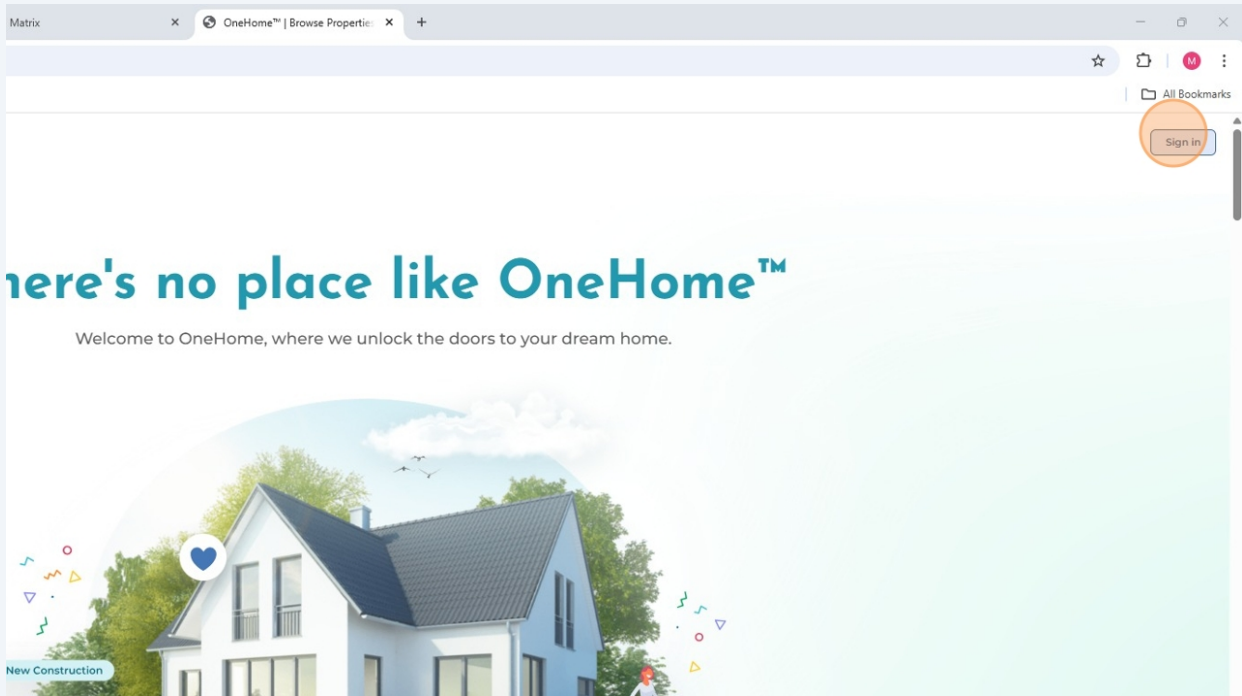 Matrix
OneHome™ | Browse Propertie
M
All Bookmarks
Sign in
here's no place like OneHome™
Welcome to OneHome, where we unlock the doors to your dream home.
New Construction